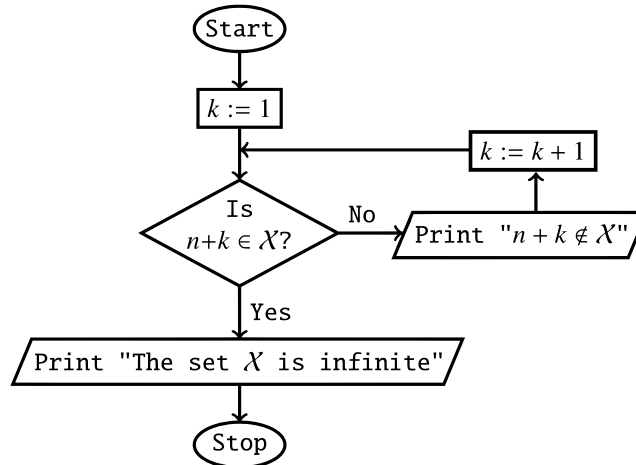 Start
k := 1
k := k + 1
Is
n+k ∈ 𝒳?
No
Print "n + k ∉ 𝒳"
Yes
Print "The set 𝒳 is infinite"
Stop